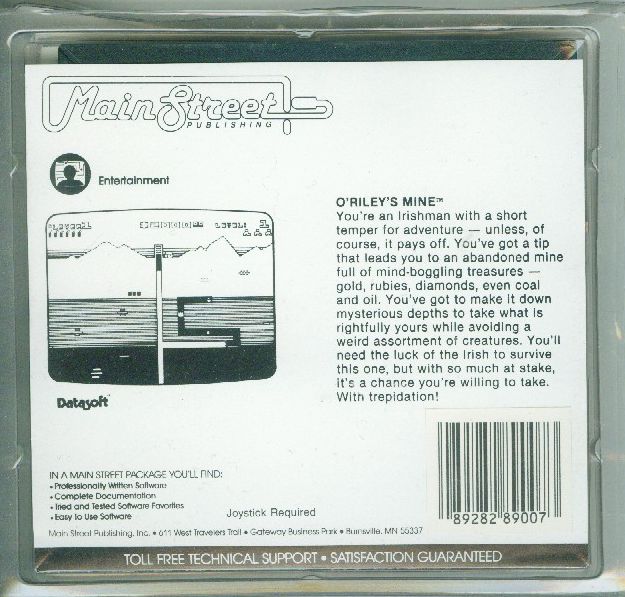 Main Street
PUBLISHING
Entertainment
PLAYER: 1
LEVEL: 1
Datasoft
O'RILEY'S MINE™
You're an Irishman with a short
temper for adventure — unless, of
course, it pays off. You've got a tip
that leads you to an abandoned mine
full of mind-boggling treasures —
gold, rubies, diamonds, even coal
and oil. You've got to make it down
mysterious depths to take what is
rightfully yours while avoiding a
weird assortment of creatures. You'll
need the luck of the Irish to survive
this one, but with so much at stake,
it's a chance you're willing to take.
With trepidation!
IN A MAIN STREET PACKAGE YOU'LL FIND:
• Professionally Written Software
• Complete Documentation
• Tried and Tested Software Favorites
• Easy to Use Software
Joystick Required
Main Street Publishing, Inc. • 611 West Travelers Trail • Gateway Business Park • Burnsville, MN 55337
89282 89007
TOLL FREE TECHNICAL SUPPORT • SATISFACTION GUARANTEED